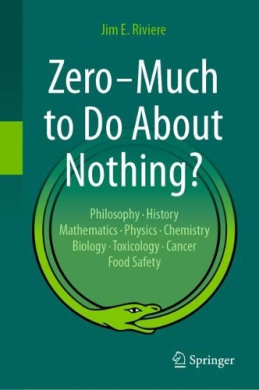 Jim E. Riviere
Zero–Much
to Do About
Nothing?
Philosophy · History
Mathematics · Physics · Chemistry
Biology · Toxicology · Cancer
Food Safety
Springer